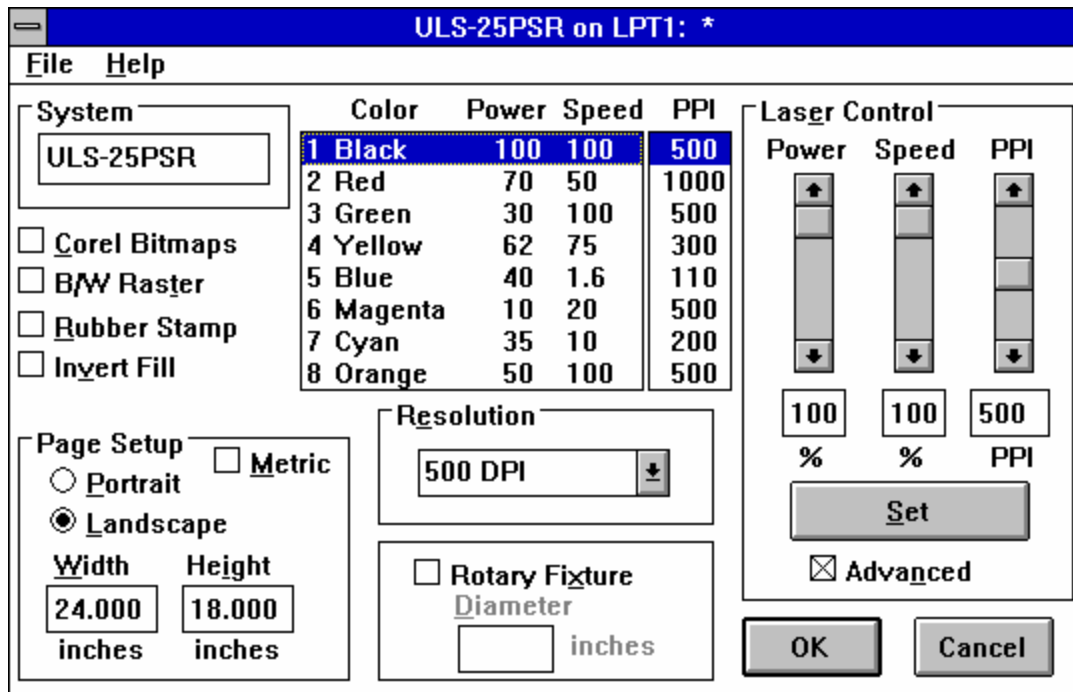 ULS-25PSR on LPT1: *
File Help
System
ULS-25PSR
Corel Bitmaps
B/W Raster
Rubber Stamp
Invert Fill
Color Power Speed PPI
1 Black 100 100 500
2 Red 70 50 1000
3 Green 30 100 500
4 Yellow 62 75 300
5 Blue 40 1.6 110
6 Magenta 10 20 500
7 Cyan 35 10 200
8 Orange 50 100 500
Laser Control
Power Speed PPI
100 100 500
% % PPI
Set
Advanced
Page Setup
Metric
Portrait
Landscape
Width Height
24.000 18.000
inches inches
Resolution
500 DPI
Rotary Fixture
Diameter
inches
OK Cancel